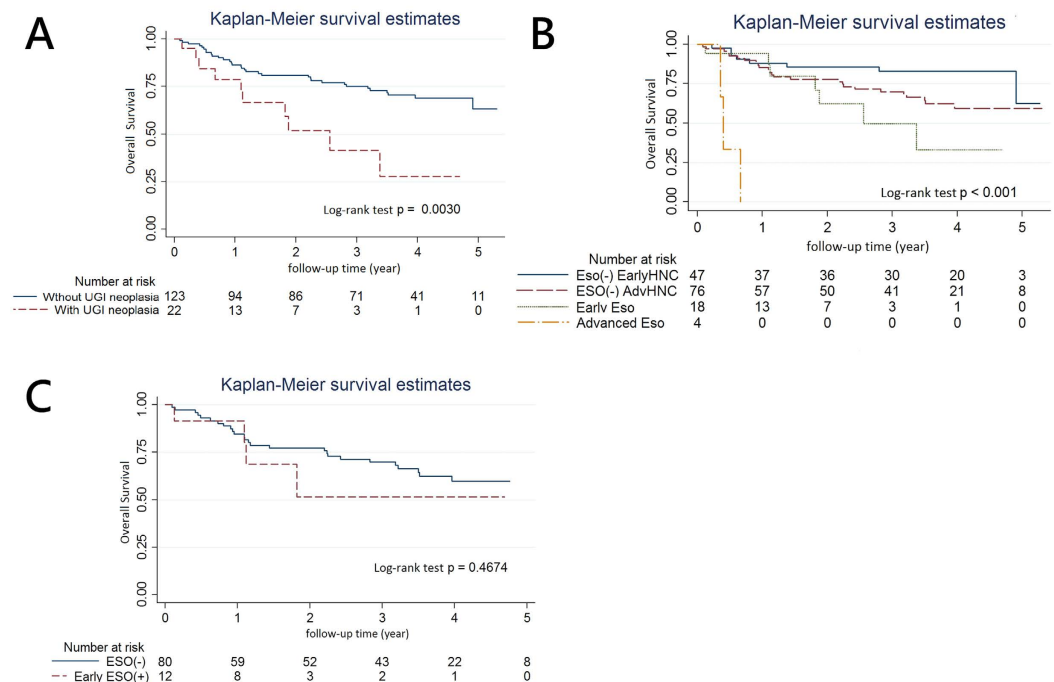 A
Kaplan-Meier survival estimates
Overall Survival
1.00
0.75
0.50
0.25
0.00
Log-rank test p = 0.0030
0 1 2 3 4 5
follow-up time (year)
Number at risk
Wthout UGI neoplasia 123 94 86 71 41 11
With UGI neoplasia 22 13 7 3 1 0
B
Kaplan-Meier survival estimates
Overall Survival
1.00
0.75
0.50
0.25
0.00
Log-rank test p < 0.001
0 1 2 3 4 5
follow-up time (year)
Number at risk
Eso(-) EarlyHNC 47 37 36 30 20 3
ESO(-) AdvHNC 76 57 50 41 21 8
Early Eso 18 13 7 3 1 0
Advanced Eso 4 0 0 0 0 0
C
Kaplan-Meier survival estimates
Overall Survival
1.00
0.75
0.50
0.25
0.00
Log-rank test p = 0.4674
0 1 2 3 4 5
follow-up time (year)
Number at risk
ESO(-) 80 59 52 43 22 8
Early ESO(+) 12 8 3 2 1 0